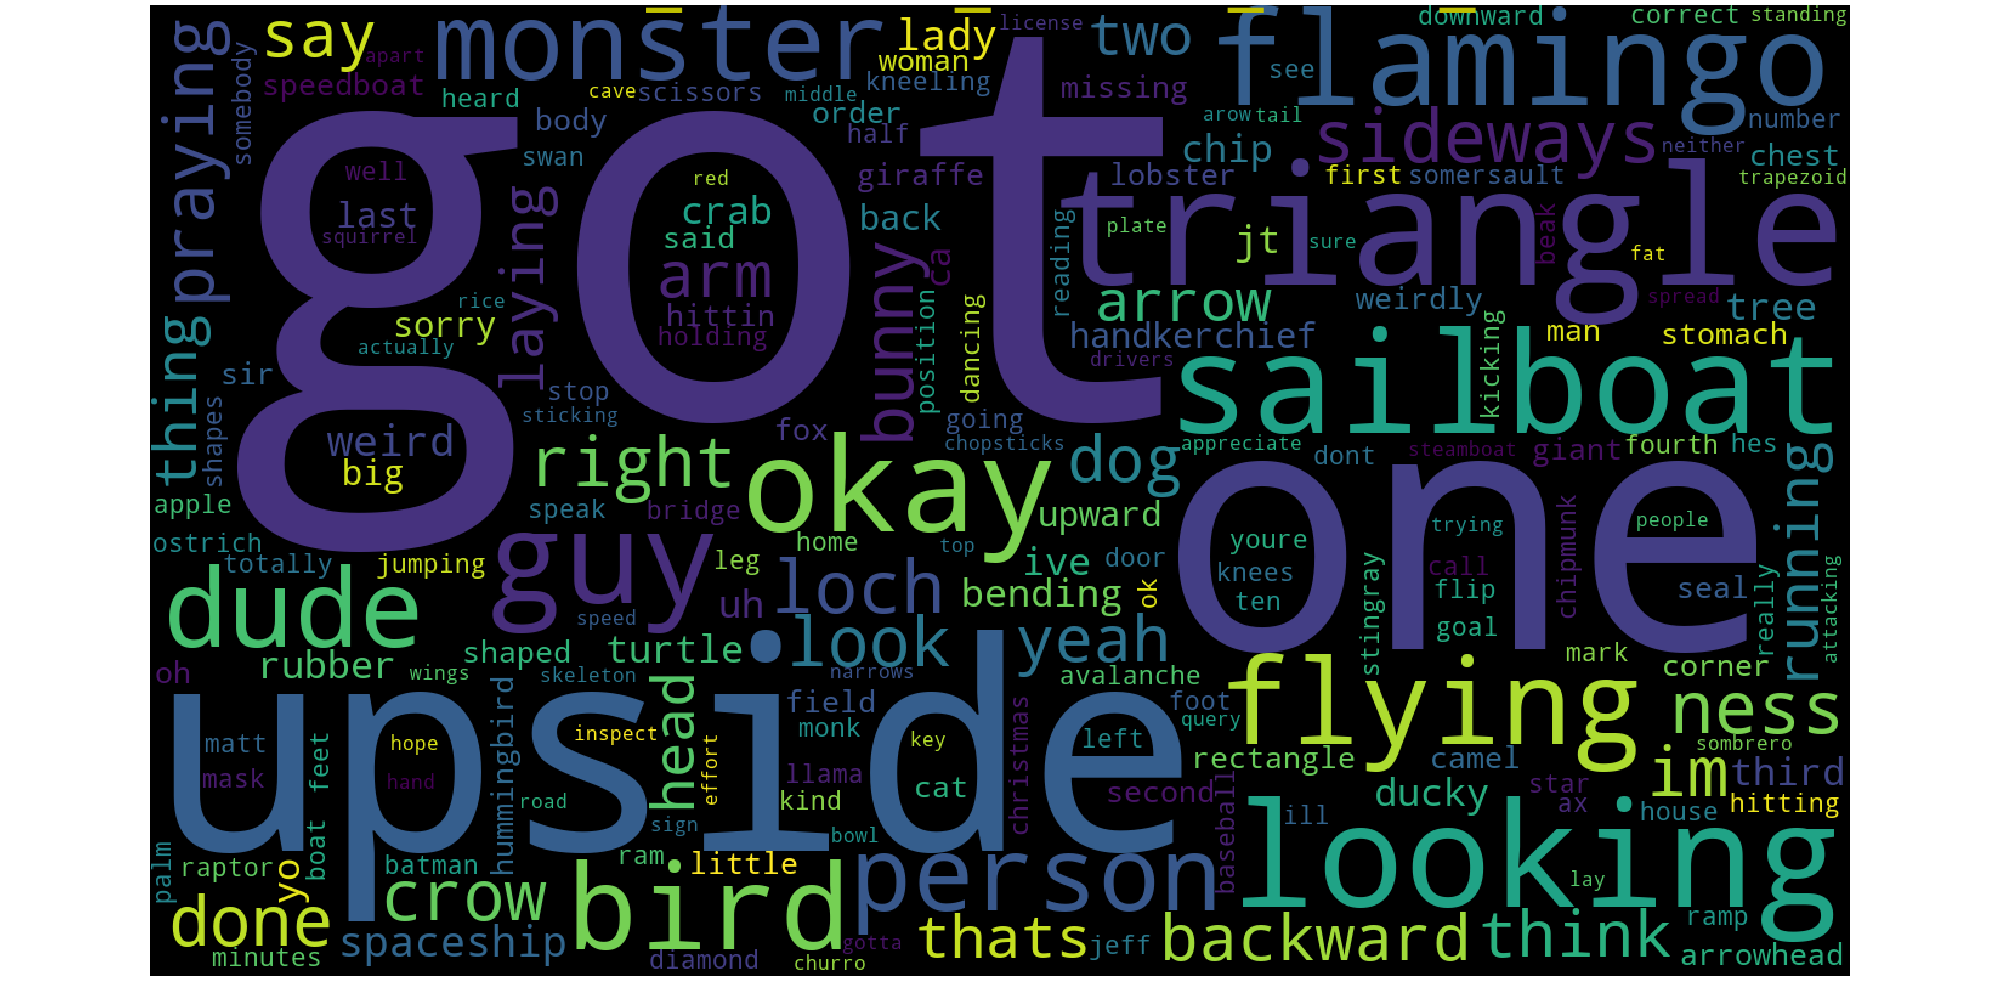 say
monster
lady
license
two
flamingo
downward
correct
standing
apart
woman
see
speedboat
heard
cave
scissors
middle
kneeling
missing
praying
somebody
body
order
half
arow
tail
sideways
number
neither
swan
chip
chest
well
red
giraffe
lobster
first
somersault
trapezoid
last
squirrel
crab
said
back
got
triangle
plate
jt
sure
beak
fat
laying
arm
bunny
ca
reading
rice
hittin
holding
position
arrow
weirdly
spread
tree
sorry
actually
dancing
handkerchief
drivers
man
stomach
thing
sir
stop
sticking
sailboat
kicking
shapes
weird
big
right
fox
going
chopsticks
okay
dog
appreciate
dont
steamboat
giant
fourth
hes
apple
speak
bridge
upward
one
trying
people
running
ostrich
totally
jumping
guy
leg
home
top
ive
door
youre
knees
ten
call
flip
chipmunk
seal
really
attacking
dude
uh
loch
bending
ok
stingray
goal
speed
look
yeah
oh
rubber
wings
shaped
turtle
skeleton
narrows
avalanche
mark
corner
upside
hummingbird
head
field
monk
christmas
foot
query
flying
ness
matt
hope
inspect
key
left
rectangle
camel
sombrero
mask
hand
feet
effort
llama
kind
cat
second
ducky
star
im
third
boat
road
sign
bowl
baseball
ill
ax
house
hitting
palm
raptor
yo
batman
ram
little
person
looking
lay
done
crow
bird
gotta
thats
jeff
backward
think
ramp
minutes
spaceship
diamond
churro
arrowhead